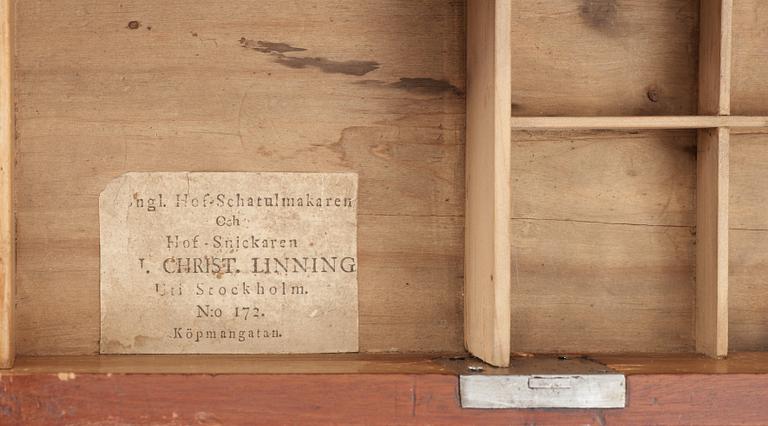 ngl. Hof-Schatulmakaren
Och
Hof-Snickaren
J. CHRIST. LINNING
Uti Stockholm.
N:o 172.
Köpmangatan.